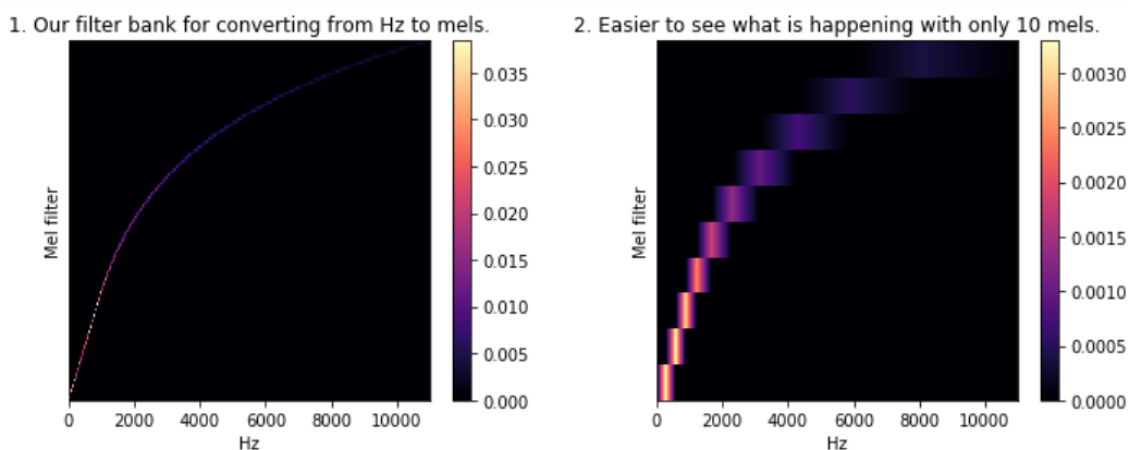 1. Our filter bank for converting from Hz to mels.
Mel filter
0 2000 4000 6000 8000 10000
Hz
0.035
0.030
0.025
0.020
0.015
0.010
0.005
0.000
2. Easier to see what is happening with only 10 mels.
Mel filter
0 2000 4000 6000 8000 10000
Hz
0.0030
0.0025
0.0020
0.0015
0.0010
0.0005
0.0000